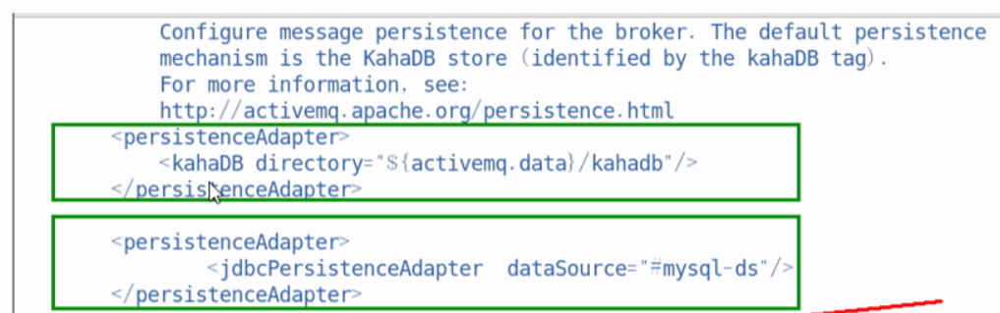 Configure message persistence for the broker. The default persistence
mechanism is the KahaDB store (identified by the kahaDB tag).
For more information, see:
http://activemq.apache.org/persistence.html
<persistenceAdapter>
<kahaDB directory="${activemq.data}/kahadb"/>
</persistenceAdapter>
<persistenceAdapter>
<jdbcPersistenceAdapter dataSource="#mysql-ds"/>
</persistenceAdapter>